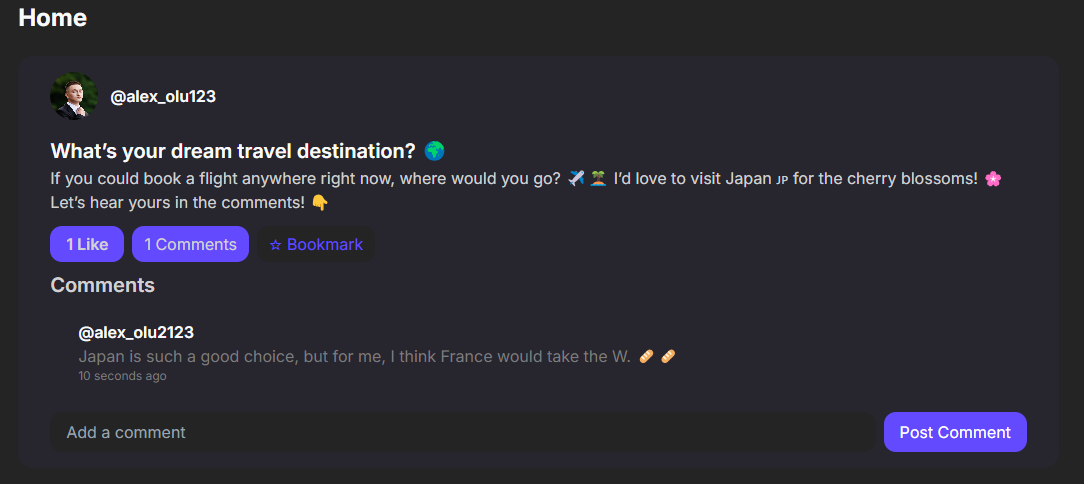 Home
@alex_olu123
What’s your dream travel destination? 🌍
If you could book a flight anywhere right now, where would you go? ✈️ 🏝️ I’d love to visit Japan 🇯🇵 for the cherry blossoms! 🌸
Let’s hear yours in the comments! 👇
1 Like 1 Comments ☆ Bookmark
Comments
@alex_olu2123
Japan is such a good choice, but for me, I think France would take the W. 🥖 🥖
10 seconds ago
Add a comment Post Comment